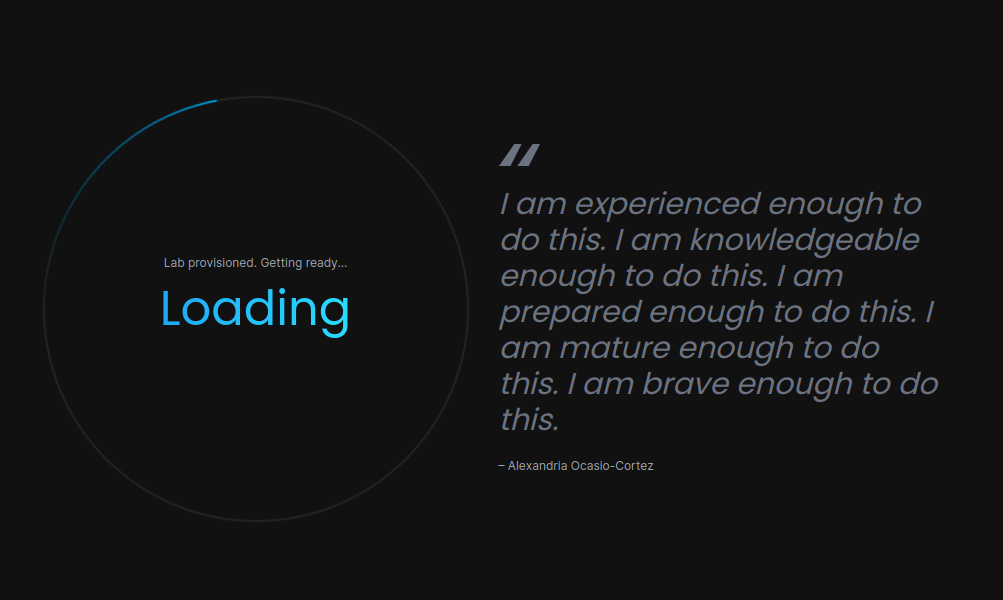 Lab provisioned. Getting ready...
Loading
“
I am experienced enough to
do this. I am knowledgeable
enough to do this. I am
prepared enough to do this. I
am mature enough to do
this. I am brave enough to do
this.
– Alexandria Ocasio-Cortez